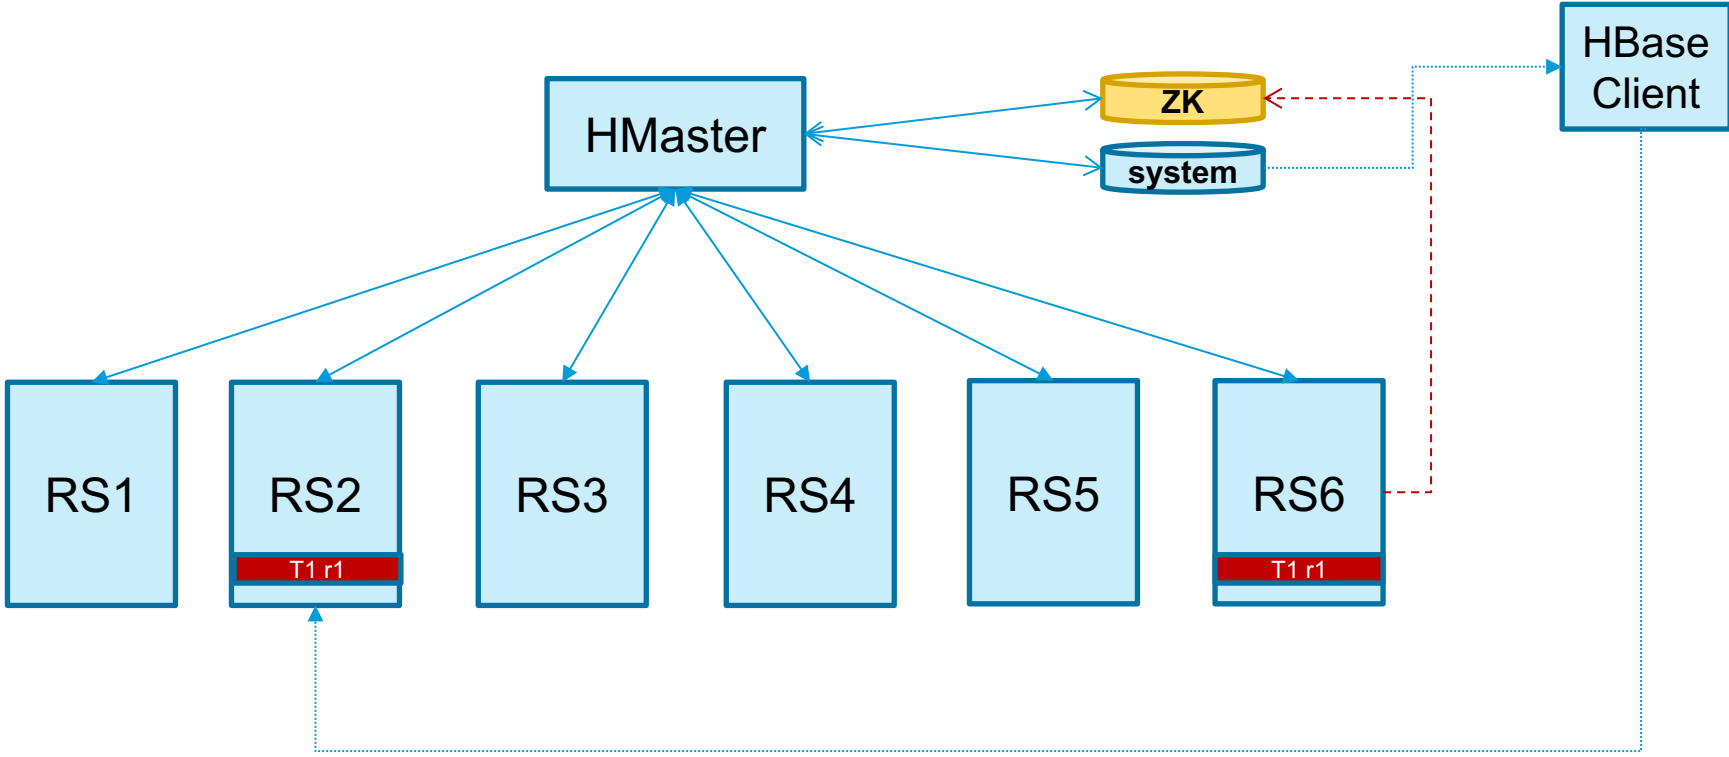 HBase
Client
HMaster
ZK
system
RS1
RS2
RS3
RS4
RS5
RS6
T1 r1
T1 r1